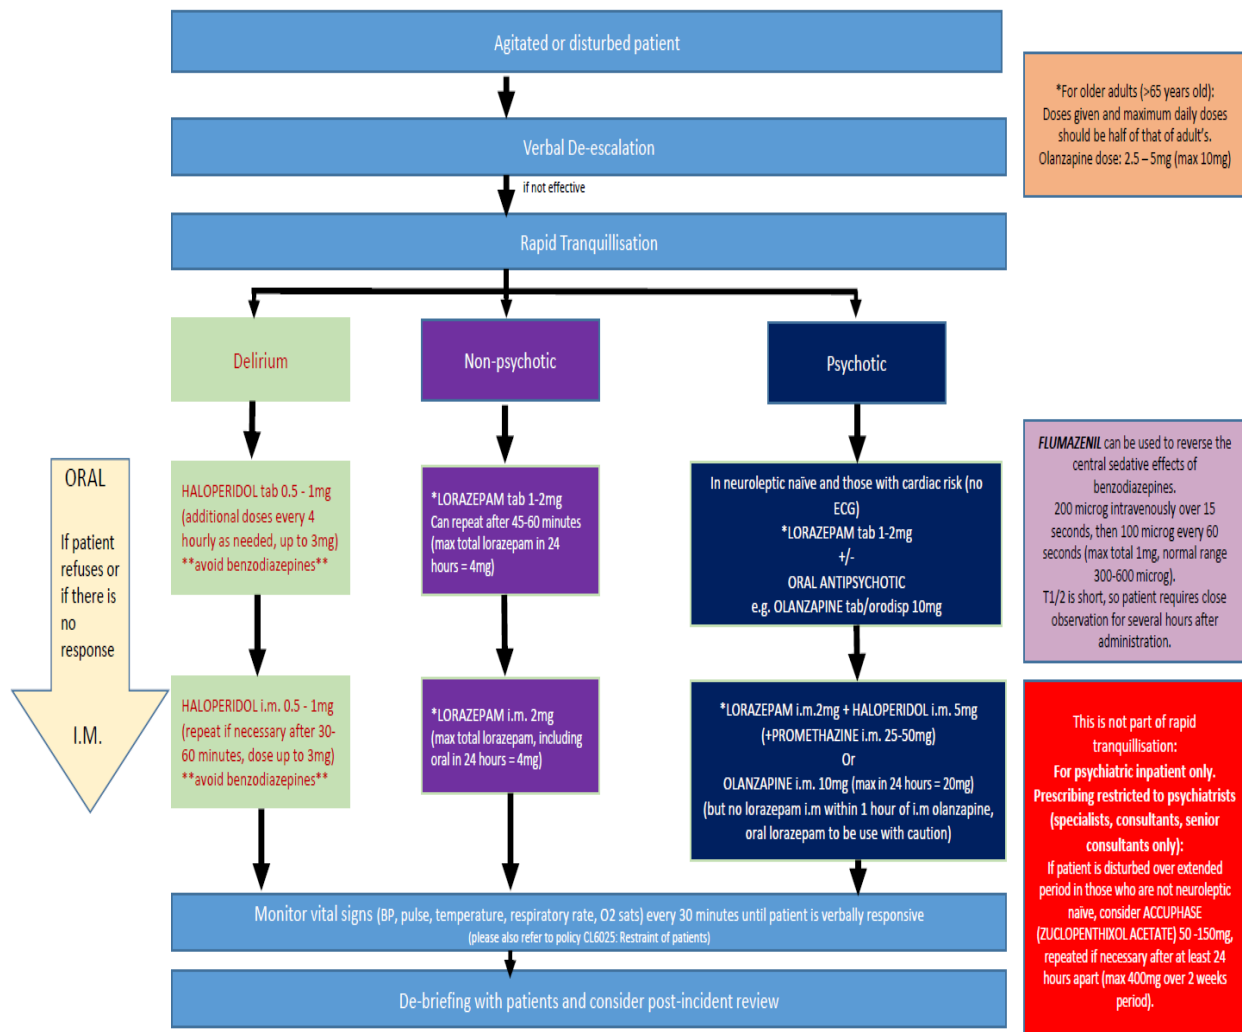 Agitated or disturbed patient
*For older adults (>65 years old):
Doses given and maximum daily doses
should be half of that of adult's.
Olanzapine dose: 2.5 – 5mg (max 10mg)
Verbal De-escalation
if not effective
Rapid Tranquillisation
Delirium
Non-psychotic
Psychotic
ORAL
If patient
refuses or
if there is
no
response
I.M.
HALOPERIDOL tab 0.5 - 1mg
(additional doses every 4
hourly as needed, up to 3mg)
**avoid benzodiazepines**
*LORAZEPAM tab 1-2mg
Can repeat after 45-60 minutes
(max total lorazepam in 24
hours = 4mg)
In neuroleptic naïve and those with cardiac risk (no
ECG)
*LORAZEPAM tab 1-2mg
+/-
ORAL ANTIPSYCHOTIC
e.g. OLANZAPINE tab/orodisp 10mg
FLUMAZENIL can be used to reverse the
central sedative effects of
benzodiazepines.
200 microg intravenously over 15
seconds, then 100 microg every 60
seconds (max total 1mg, normal range
300-600 microg).
T1/2 is short, so patient requires close
observation for several hours after
administration.
HALOPERIDOL i.m. 0.5 - 1mg
(repeat if necessary after 30-
60 minutes, dose up to 3mg)
**avoid benzodiazepines**
*LORAZEPAM i.m. 2mg
(max total lorazepam, including
oral in 24 hours = 4mg)
*LORAZEPAM i.m.2mg + HALOPERIDOL i.m. 5mg
(+PROMETHAZINE i.m. 25-50mg)
Or
OLANZAPINE i.m. 10mg (max in 24 hours = 20mg)
(but no lorazepam i.m within 1 hour of i.m olanzapine,
oral lorazepam to be use with caution)
This is not part of rapid
tranquillisation:
For psychiatric inpatient only.
Prescribing restricted to psychiatrists
(specialists, consultants, senior
consultants only):
If patient is disturbed over extended
period in those who are not neuroleptic
naïve, consider ACCUPHASE
(ZUCLOPENTHIXOL ACETATE) 50 -150mg,
repeated if necessary after at least 24
hours apart (max 400mg over 2 weeks
period).
Monitor vital signs (BP, pulse, temperature, respiratory rate, O2 sats) every 30 minutes until patient is verbally responsive
(please also refer to policy CL6025: Restraint of patients)
De-briefing with patients and consider post-incident review